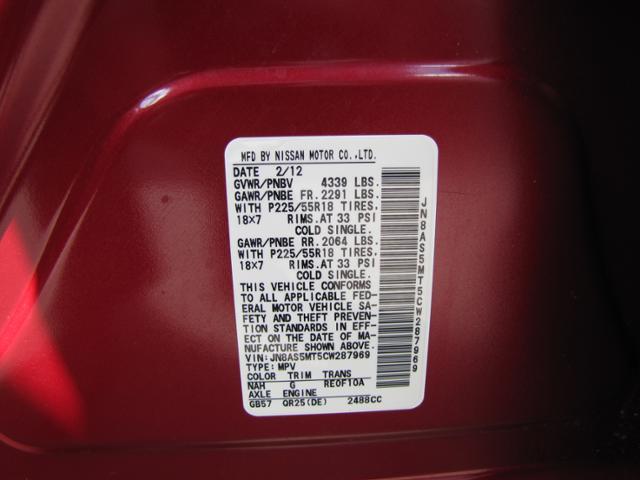 MFD BY NISSAN MOTOR CO.,LTD.
DATE 2/12
GVWR/PNBV 4339 LBS.
GAWR/PNBE FR.2291 LBS.
WITH P225/55R18 TIRES.
18X7 RIMS.AT 33 PSI
COLD SINGLE.
GAWR/PNBE RR.2064 LBS.
WITH P225/55R18 TIRES.
18X7 RIMS.AT 33 PSI
COLD SINGLE.
THIS VEHICLE CONFORMS
TO ALL APPLICABLE FED-
ERAL MOTOR VEHICLE SA-
FETY AND THEFT PREVENT-
ION STANDARDS IN EFF-
ECT ON THE DATE OF MA-
NUFACTURE SHOWN ABOVE.
VIN:JN8AS5MT5CW287969
TYPE:MPV
COLOR TRIM TRANS
NAH G RE0F10A
AXLE ENGINE
GB57 QR25(DE) 2488CC
JN8AS5MT5CW287969